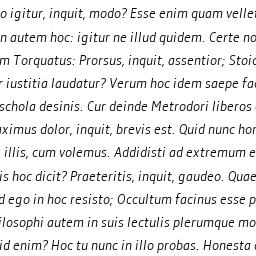 o igitur, inquit, modo? Esse enim quam vellet
n autem hoc: igitur ne illud quidem. Certe no
m Torquatus: Prorsus, inquit, assentior; Stoic
r iustitia laudatur? Verum hoc idem saepe fac
schola desinis. Cur deinde Metrodori liberos
aximus dolor, inquit, brevis est. Quid nunc hon
illis, cum volemus. Addidisti ad extremum e
is hoc dicit? Praeteritis, inquit, gaudeo. Quae
d ego in hoc resisto; Occultum facinus esse p
ilosophi autem in suis lectulis plerumque mo
id enim? Hoc tu nunc in illo probas. Honesta